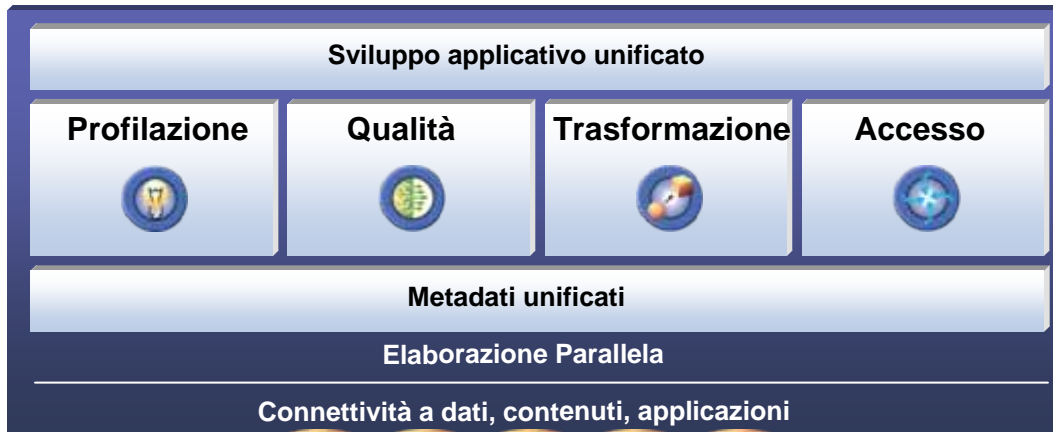 Sviluppo applicativo unificato
Profilazione
Qualità
Trasformazione
Accesso
Metadati unificati
Elaborazione Parallela
Connettività a dati, contenuti, applicazioni